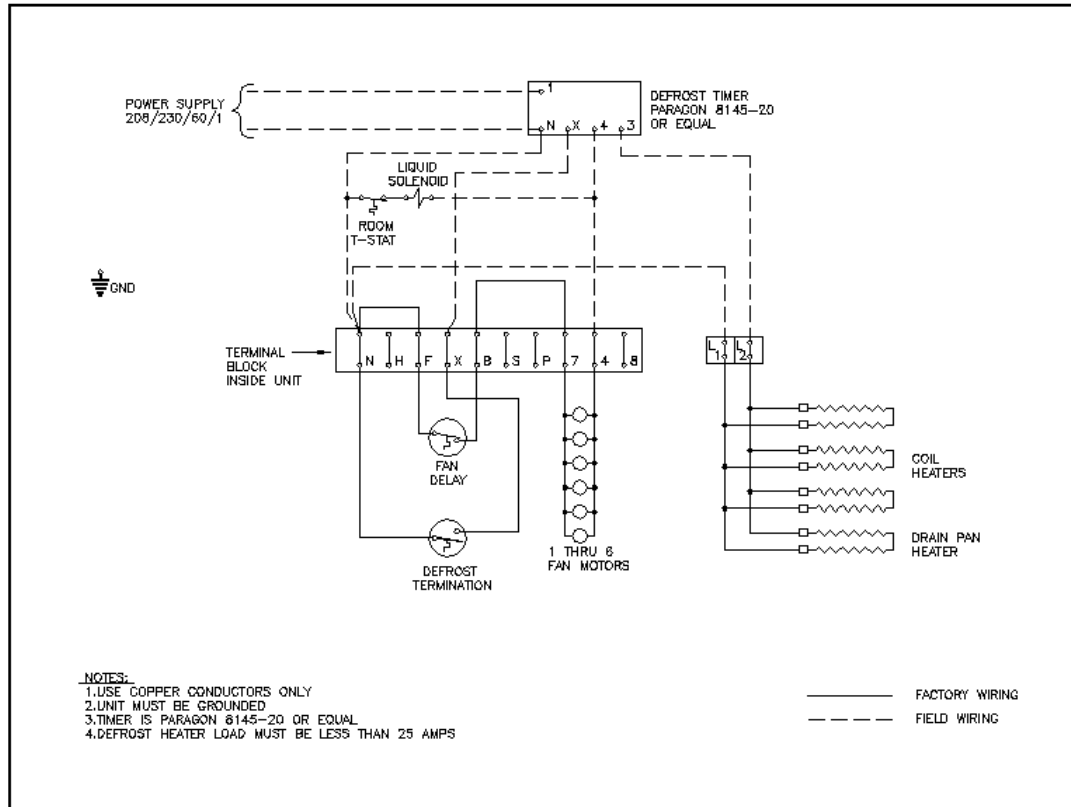 POWER SUPPLY
208/230/60/1
1
N X 4 3
DEFROST TIMER
PARAGON 8145-20
OR EQUAL
LIQUID
SOLENOID
ROOM
T-STAT
GND
TERMINAL
BLOCK
INSIDE UNIT
N H F X B S P 7 4 8
L1 L2
FAN
DELAY
DEFROST
TERMINATION
1 THRU 6
FAN MOTORS
COIL
HEATERS
DRAIN PAN
HEATER
NOTES:
1.USE COPPER CONDUCTORS ONLY
2.UNIT MUST BE GROUNDED
3.TIMER IS PARAGON 8145-20 OR EQUAL
4.DEFROST HEATER LOAD MUST BE LESS THAN 25 AMPS
FACTORY WIRING
FIELD WIRING